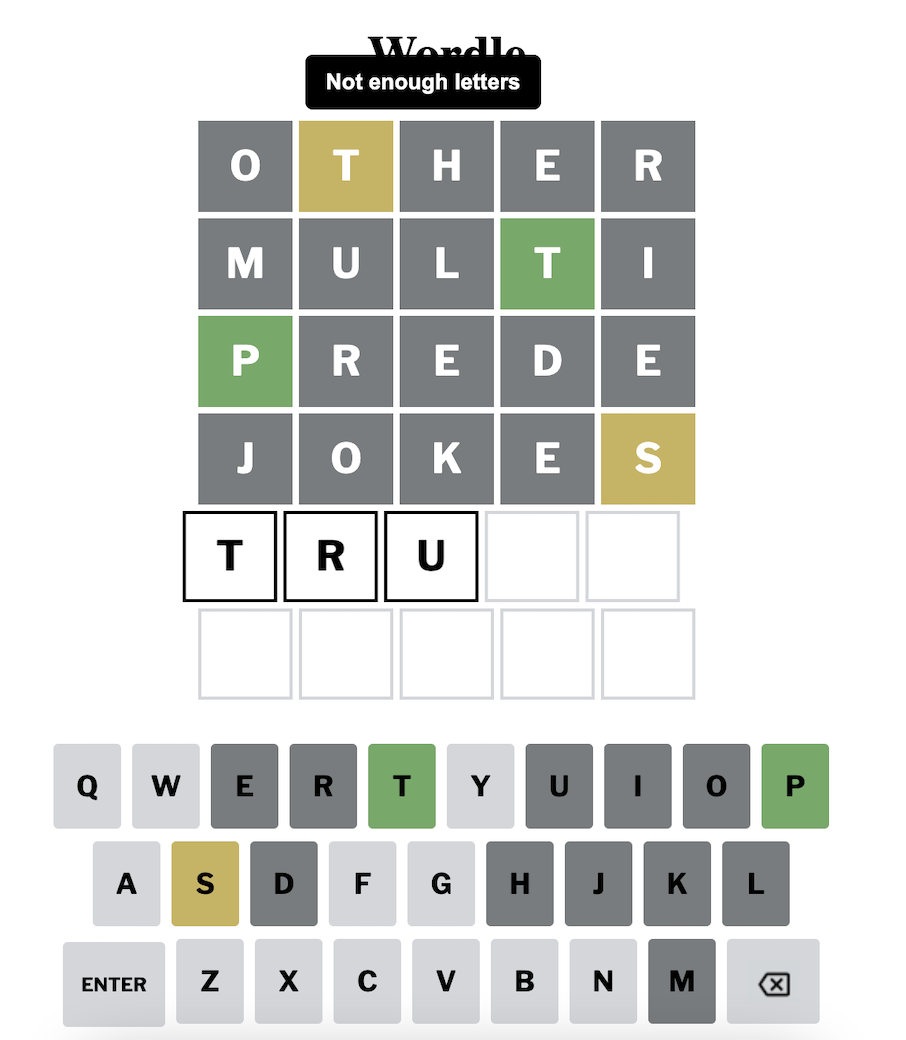 Wordle
Not enough letters
O T H E R
M U L T I
P R E D E
J O K E S
T R U
Q W E R T Y U I O P
A S D F G H J K L
ENTER Z X C V B N M